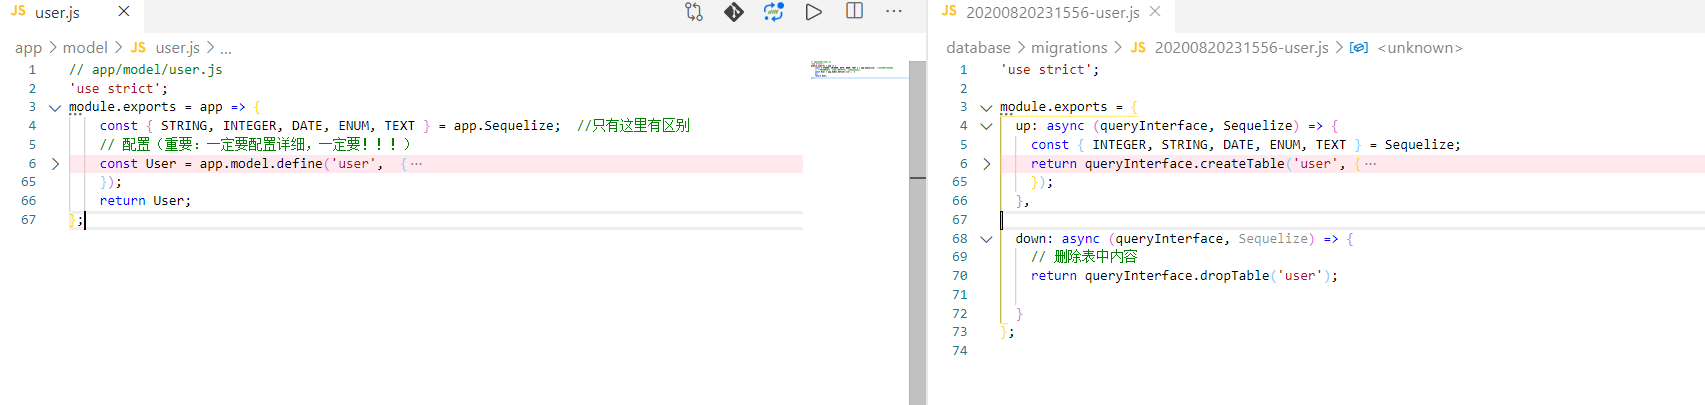 JS user.js ×
app > model > JS user.js > ...
1 // app/model/user.js
2 'use strict';
3 module.exports = app => {
4 const { STRING, INTEGER, DATE, ENUM, TEXT } = app.Sequelize; //只有这里有区别
5 // 配置（重要：一定要配置详细，一定要！！！）
6 const User = app.model.define('user', {···
65 });
66 return User;
67 };
JS 20200820231556-user.js ×
database > migrations > JS 20200820231556-user.js > <unknown>
1 'use strict';
2
3 module.exports = {
4 up: async (queryInterface, Sequelize) => {
5 const { INTEGER, STRING, DATE, ENUM, TEXT } = Sequelize;
6 return queryInterface.createTable('user', {···
65 });
66 },
67
68 down: async (queryInterface, Sequelize) => {
69 // 删除表中内容
70 return queryInterface.dropTable('user');
71
72 }
73 };
74